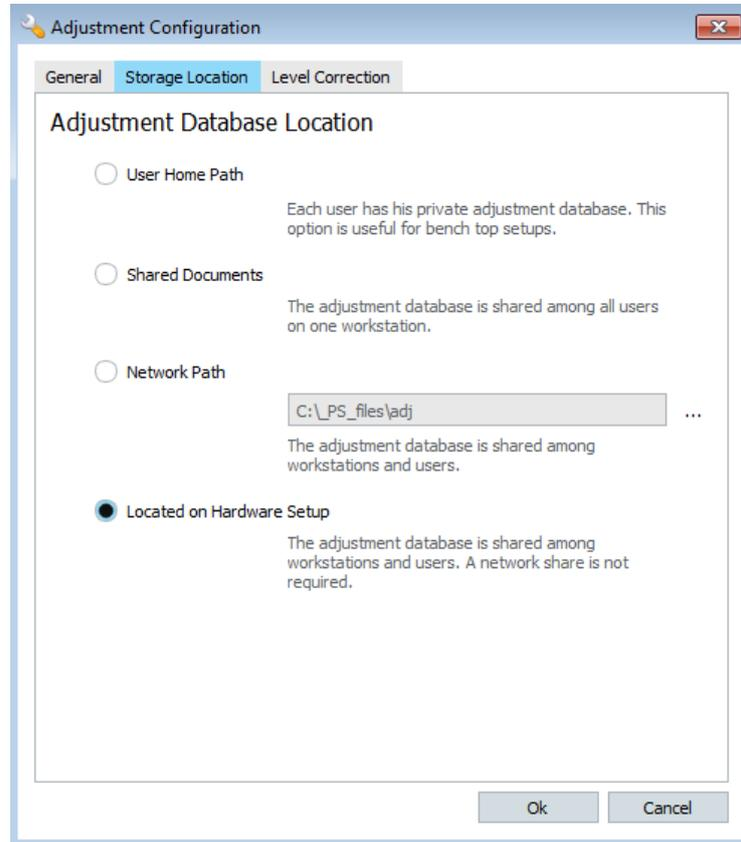 Adjustment Configuration
General Storage Location Level Correction
Adjustment Database Location
User Home Path
Each user has his private adjustment database. This
option is useful for bench top setups.
Shared Documents
The adjustment database is shared among all users
on one workstation.
Network Path
C:\_PS_files\adj
...
The adjustment database is shared among
workstations and users.
Located on Hardware Setup
The adjustment database is shared among
workstations and users. A network share is not
required.
Ok Cancel